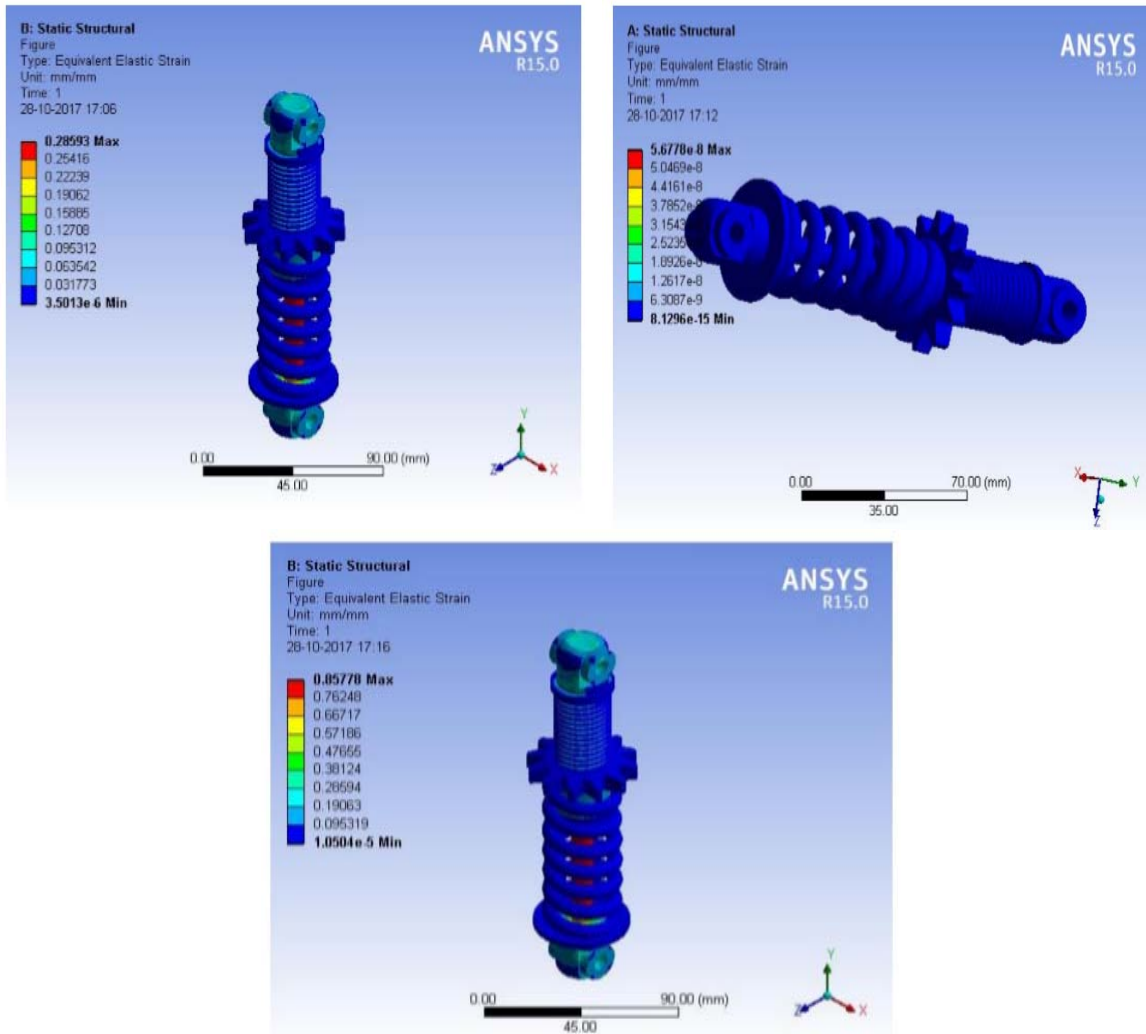 B: Static Structural
Figure
Type: Equivalent Elastic Strain
Unit: mm/mm
Time: 1
28-10-2017 17:06
ANSYS
R15.0
0.28593 Max
0.25416
0.22239
0.19062
0.15885
0.12708
0.095312
0.063542
0.031773
3.5013e-6 Min
0.00
90.00 (mm)
45.00
Y
Z
X
A: Static Structural
Figure
Type: Equivalent Elastic Strain
Unit: mm/mm
Time: 1
28-10-2017 17:12
ANSYS
R15.0
5.6778e-8 Max
5.0469e-8
4.4161e-8
3.7852e-8
3.1543
2.5235
1.8926e-8
1.2617e-8
6.3087e-9
8.1296e-15 Min
0.00
70.00 (mm)
35.00
X
Y
Z
B: Static Structural
Figure
Type: Equivalent Elastic Strain
Unit: mm/mm
Time: 1
28-10-2017 17:16
ANSYS
R15.0
0.85778 Max
0.76248
0.66717
0.57186
0.47655
0.38124
0.28594
0.19063
0.095319
1.0504e-5 Min
0.00
90.00 (mm)
45.00
Y
Z
X